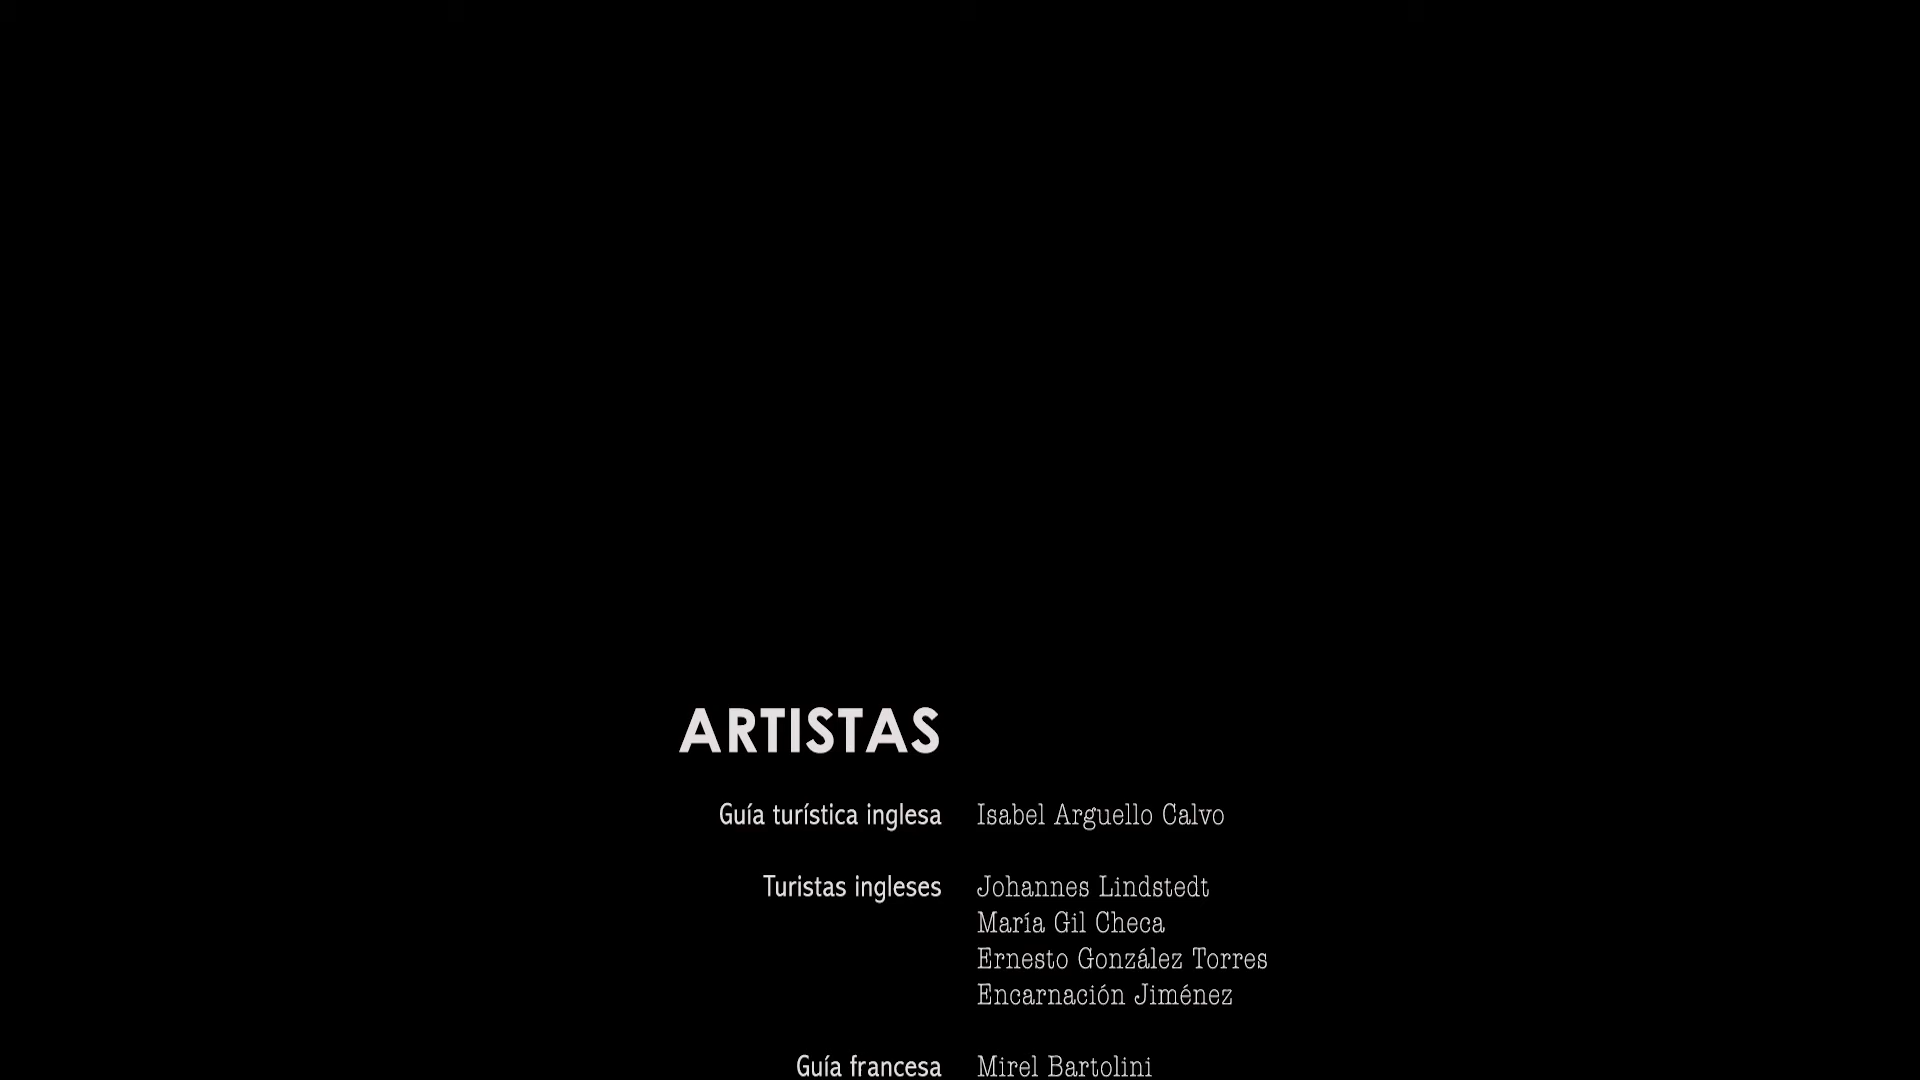 ARTISTAS
Guía turística inglesa Isabel Arguello Calvo
Turistas ingleses Johannes Lindstedt
María Gil Checa
Ernesto González Torres
Encarnación Jiménez
Guía francesa Mirel Bartolini